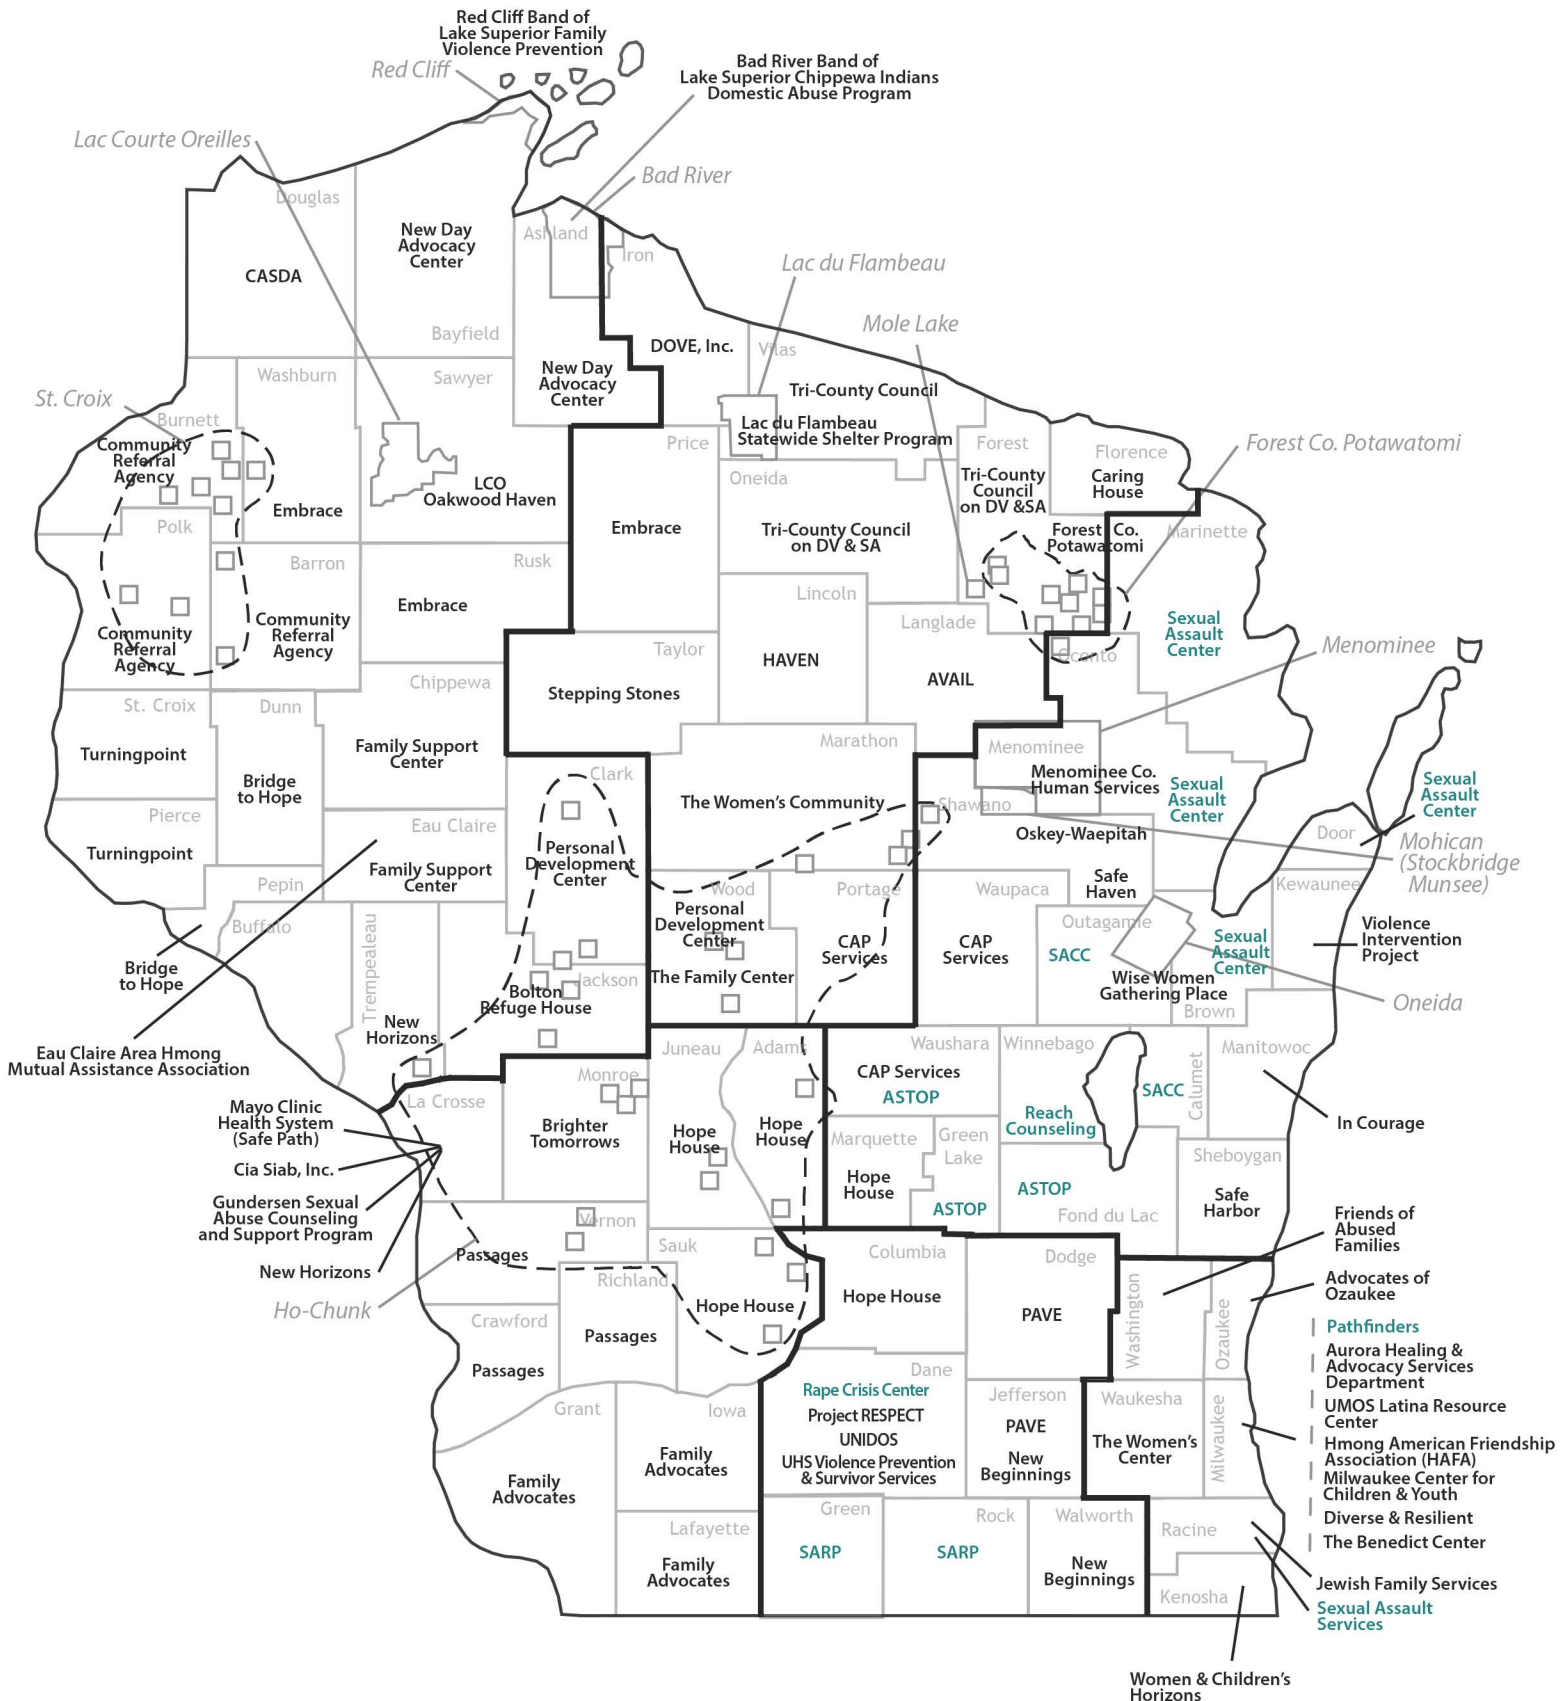 Red Cliff Band of
Lake Superior Family
Violence Prevention
Red Cliff
Bad River Band of
Lake Superior Chippewa Indians
Domestic Abuse Program
Lac Courte Oreilles
Bad River
Douglas
New Day
Advocacy
Center
CASDA
Bayfield
Ashland
Iron
Lac du Flambeau
Mole Lake
DOVE, Inc.
Vilas
Tri-County Council
New Day
Advocacy
Center
Washburn
Sawyer
St. Croix
Burnett
Community
Referral
Agency
Lac du Flambeau
Statewide Shelter Program
Price
Forest
Florence
Forest Co. Potawatomi
Caring
House
Oneida
Tri-County
Council
on DV &SA
LCO
Oakwood Haven
Embrace
Embrace
Tri-County Council
on DV & SA
Forest Co.
Potawatomi
Marinette
Polk
Barron
Rusk
Embrace
Lincoln
Langlade
Community
Referral
Agency
Community
Referral
Agency
Sexual
Assault
Center
Taylor
HAVEN
Oconto
Menominee
Chippewa
Stepping Stones
AVAIL
St. Croix
Dunn
Turningpoint
Family Support
Center
Marathon
Menominee
Bridge
to Hope
Clark
Menominee Co.
Human Services
Sexual
Assault
Center
Sexual
Assault
Center
Pierce
The Women's Community
Shawano
Eau Claire
Oskey-Waepitah
Door
Mohican
(Stockbridge
Munsee)
Turningpoint
Family Support
Center
Personal
Development
Center
Pepin
Wood
Portage
Waupaca
Safe
Haven
Kewaunee
Buffalo
Trempealeau
Personal
Development
Center
CAP
Services
CAP
Services
Outagamie
SACC
Sexual
Assault
Center
Violence
Intervention
Project
Bridge
to Hope
The Family Center
Wise Women
Gathering Place
Jackson
Bolton
Refuge House
Brown
Oneida
New
Horizons
Eau Claire Area Hmong
Mutual Assistance Association
Juneau
Adams
Waushara
Winnebago
Calumet
Manitowoc
Monroe
CAP Services
ASTOP
SACC
La Crosse
Mayo Clinic
Health System
(Safe Path)
Brighter
Tomorrows
Hope
House
Hope
House
Reach
Counseling
In Courage
Marquette
Green
Lake
Sheboygan
Cia Siab, Inc.
Hope
House
ASTOP
ASTOP
Safe
Harbor
Gundersen Sexual
Abuse Counseling
and Support Program
Vernon
Fond du Lac
Friends of
Abused
Families
New Horizons
Passages
Sauk
Columbia
Dodge
Richland
Washington
Ozaukee
Advocates of
Ozaukee
Ho-Chunk
Hope House
Hope House
PAVE
Crawford
Passages
Passages
Pathfinders
Aurora Healing &
Advocacy Services
Department
Dane
Rape Crisis Center
Jefferson
Waukesha
Milwaukee
UMOS Latina Resource
Center
Grant
Iowa
Project RESPECT
UNIDOS
UHS Violence Prevention
& Survivor Services
PAVE
New
Beginnings
The Women's
Center
Hmong American Friendship
Association (HAFA)
Milwaukee Center for
Children & Youth
Family
Advocates
Family
Advocates
Diverse & Resilient
The Benedict Center
Lafayette
Green
Rock
Walworth
Racine
Family
Advocates
SARP
SARP
New
Beginnings
Jewish Family Services
Kenosha
Sexual Assault
Services
Women & Children's
Horizons